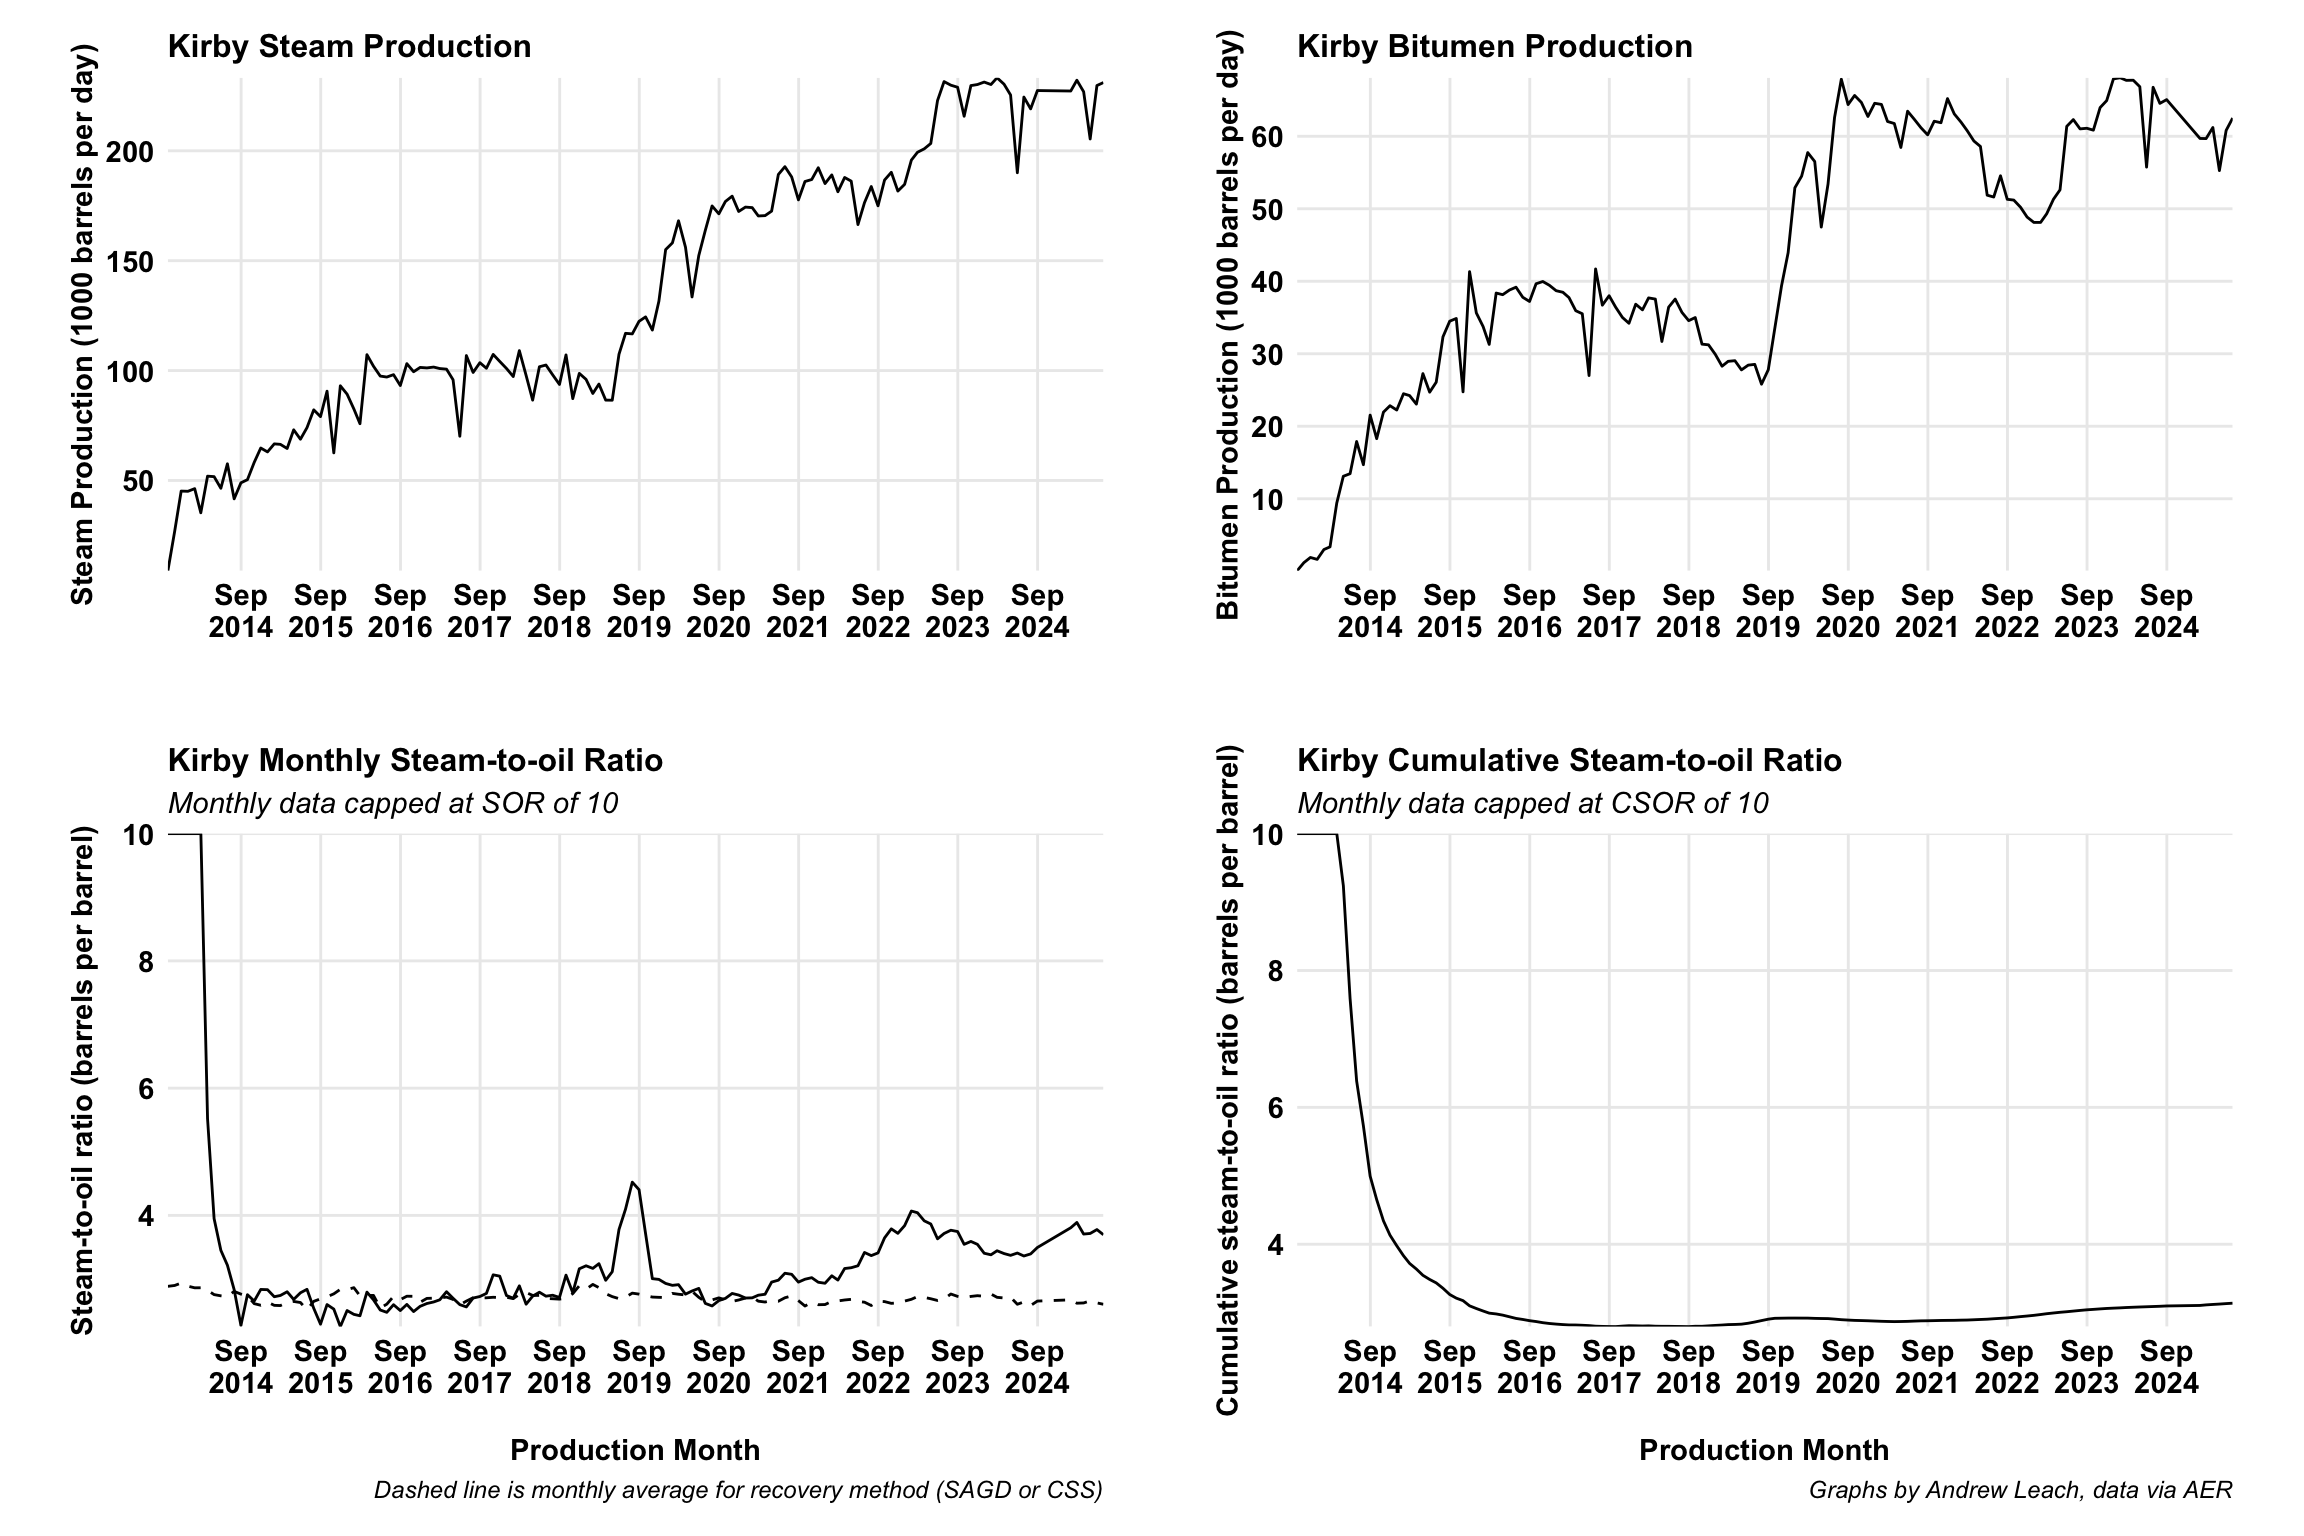 Kirby Steam Production
Steam Production (1000 barrels per day)
200
150
100
50
Sep Sep Sep Sep Sep Sep Sep Sep Sep Sep Sep
2014 2015 2016 2017 2018 2019 2020 2021 2022 2023 2024
Kirby Bitumen Production
Bitumen Production (1000 barrels per day)
60
50
40
30
20
10
Sep Sep Sep Sep Sep Sep Sep Sep Sep Sep Sep
2014 2015 2016 2017 2018 2019 2020 2021 2022 2023 2024
Kirby Monthly Steam-to-oil Ratio
Monthly data capped at SOR of 10
Steam-to-oil ratio (barrels per barrel)
10
8
6
4
Sep Sep Sep Sep Sep Sep Sep Sep Sep Sep Sep
2014 2015 2016 2017 2018 2019 2020 2021 2022 2023 2024
Production Month
Dashed line is monthly average for recovery method (SAGD or CSS)
Kirby Cumulative Steam-to-oil Ratio
Monthly data capped at CSOR of 10
Cumulative steam-to-oil ratio (barrels per barrel)
10
8
6
4
Sep Sep Sep Sep Sep Sep Sep Sep Sep Sep Sep
2014 2015 2016 2017 2018 2019 2020 2021 2022 2023 2024
Production Month
Graphs by Andrew Leach, data via AER